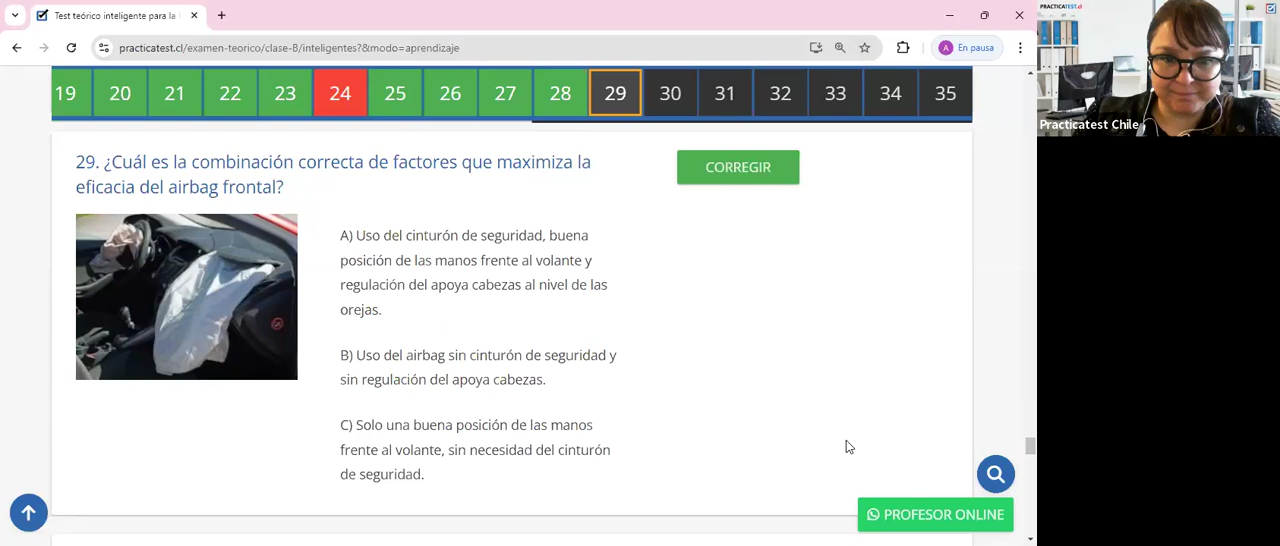 Test teórico inteligente para la
practicatest.cl/examen-teorico/clase-B/inteligentes?&modo=aprendizaje
A
En pausa
PRACTICATEST.cl
Practicatest Chile
19 20 21 22 23 24 25 26 27 28 29 30 31 32 33 34 35
29. ¿Cuál es la combinación correcta de factores que maximiza la
eficacia del airbag frontal?
CORREGIR
A) Uso del cinturón de seguridad, buena
posición de las manos frente al volante y
regulación del apoya cabezas al nivel de las
orejas.
B) Uso del airbag sin cinturón de seguridad y
sin regulación del apoya cabezas.
C) Solo una buena posición de las manos
frente al volante, sin necesidad del cinturón
de seguridad.
PROFESOR ONLINE